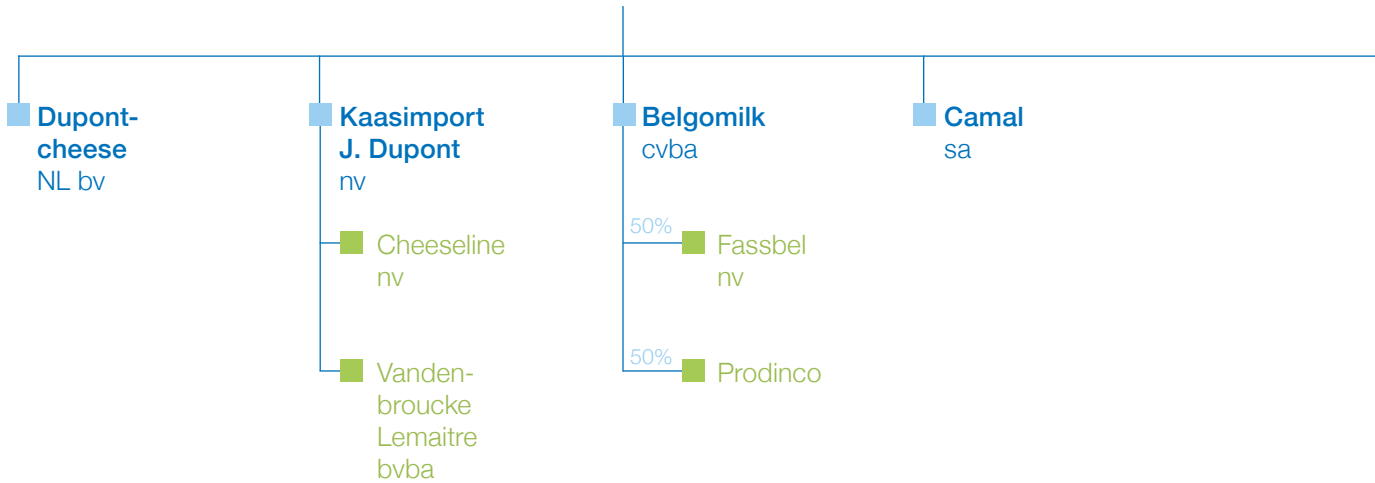 Dupont-
cheese
NL bv
Kaasimport
J. Dupont
nv
Cheeseline
nv
Vanden-
broucke
Lemaitre
bvba
Belgomilk
cvba
50%
Fassbel
nv
50%
Prodinco
Camal
sa